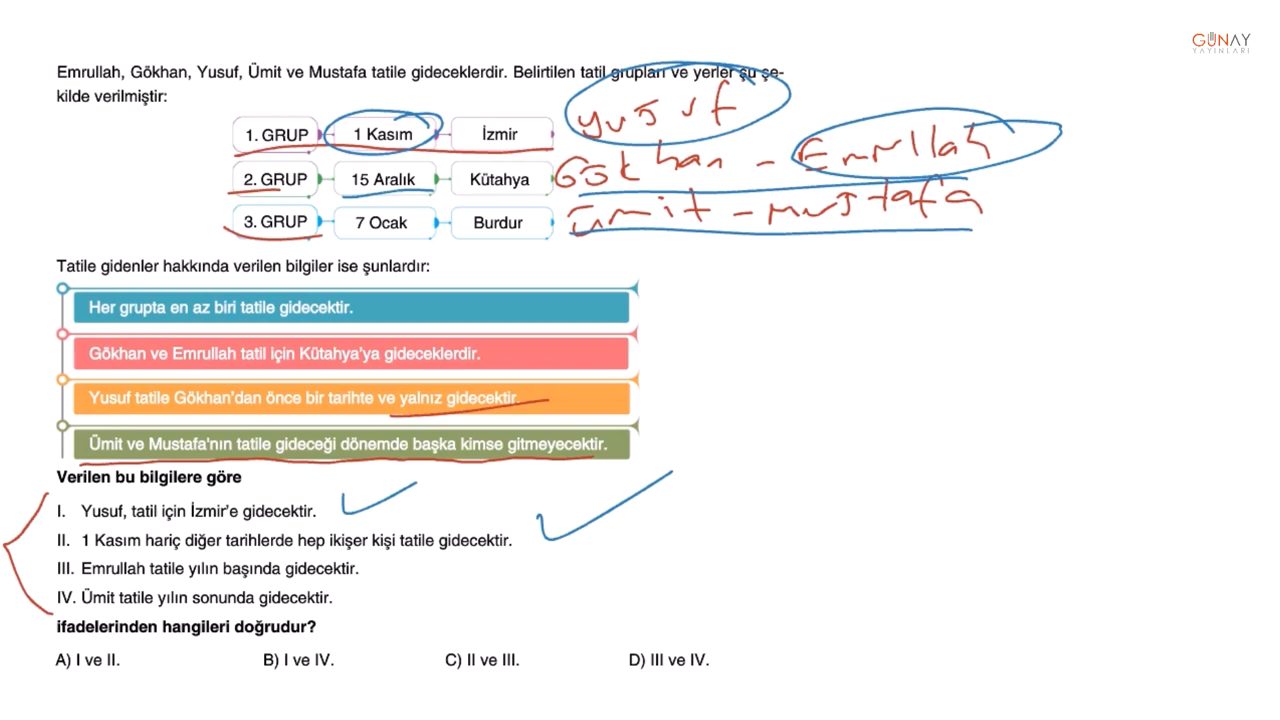 GÜNAY
YAYINLARI
Emrullah, Gökhan, Yusuf, Ümit ve Mustafa tatile gideceklerdir. Belirtilen tatil grupları ve yerler şu şe-
kilde verilmiştir:
1. GRUP 1 Kasım İzmir Yusuf
2. GRUP 15 Aralık Kütahya Gökhan - Emrullah
3. GRUP 7 Ocak Burdur Ümit - Mustafa
Tatile gidenler hakkında verilen bilgiler ise şunlardır:
Her grupta en az biri tatile gidecektir.
Gökhan ve Emrullah tatil için Kütahya'ya gideceklerdir.
Yusuf tatile Gökhan'dan önce bir tarihte ve yalnız gidecektir.
Ümit ve Mustafa'nın tatile gideceği dönemde başka kimse gitmeyecektir.
Verilen bu bilgilere göre
I. Yusuf, tatil için İzmir'e gidecektir.
II. 1 Kasım hariç diğer tarihlerde hep ikişer kişi tatile gidecektir.
III. Emrullah tatile yılın başında gidecektir.
IV. Ümit tatile yılın sonunda gidecektir.
ifadelerinden hangileri doğrudur?
A) I ve II. B) I ve IV. C) II ve III. D) III ve IV.